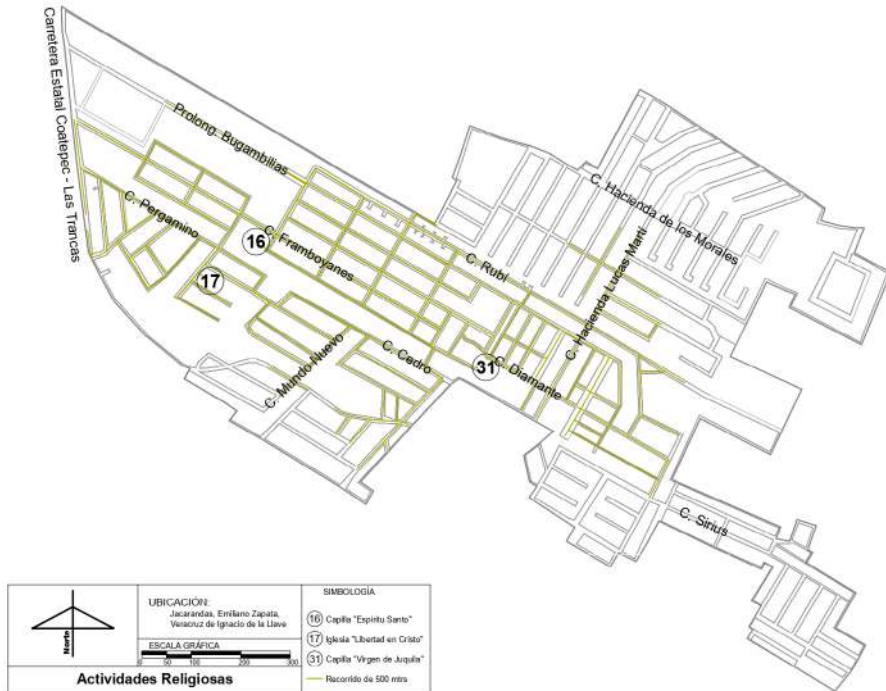 Carretera Estatal Coatepec - Las Trancas
Prolong. Bugambilias
C. Pergamino
16
C. Framboyanes
17
C. Mundo Nuevo
C. Cedro
31
C. Diamante
C. Rubí
C. Hacienda de los Morales
C. Hacienda Lucas Martí
C. Sirius
Norte
UBICACIÓN:
Jacarandas, Emiliano Zapata,
Veracruz de Ignacio de la Llave
ESCALA GRÁFICA
0 50 100 200 300
Actividades Religiosas
SIMBOLOGÍA
16 Capilla "Espíritu Santo"
17 Iglesia "Libertad en Cristo"
31 Capilla "Virgen de Juquila"
Recorrido de 500 mtrs